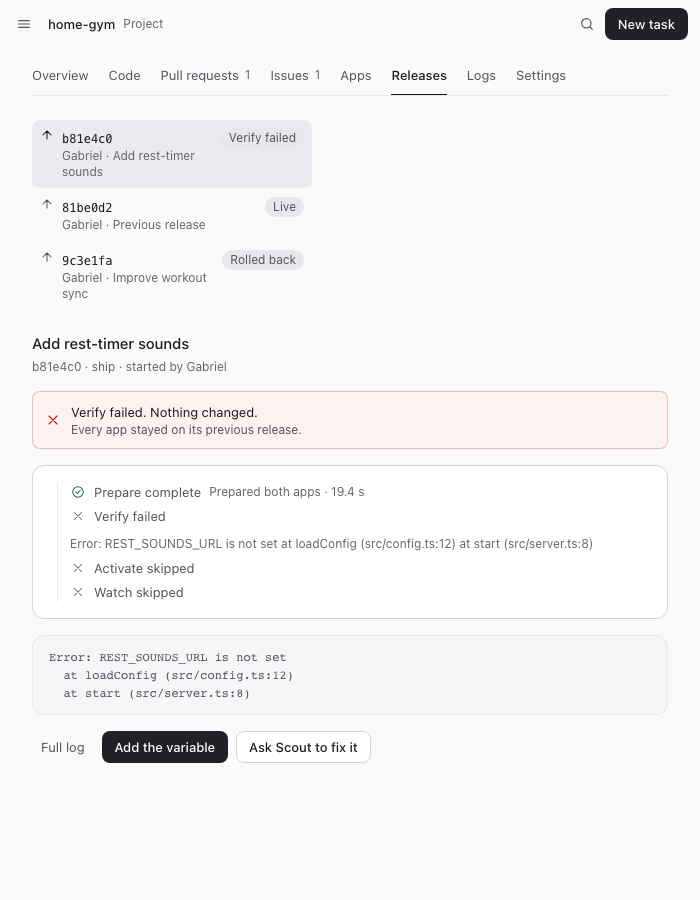 home-gym Project New task
Overview Code Pull requests 1 Issues 1 Apps Releases Logs Settings
b81e4c0 Verify failed
Gabriel · Add rest-timer
sounds
81be0d2 Live
Gabriel · Previous release
9c3e1fa Rolled back
Gabriel · Improve workout
sync
Add rest-timer sounds
b81e4c0 · ship · started by Gabriel
Verify failed. Nothing changed.
Every app stayed on its previous release.
Prepare complete Prepared both apps · 19.4 s
Verify failed
Error: REST_SOUNDS_URL is not set at loadConfig (src/config.ts:12) at start (src/server.ts:8)
Activate skipped
Watch skipped
Error: REST_SOUNDS_URL is not set
at loadConfig (src/config.ts:12)
at start (src/server.ts:8)
Full log Add the variable Ask Scout to fix it